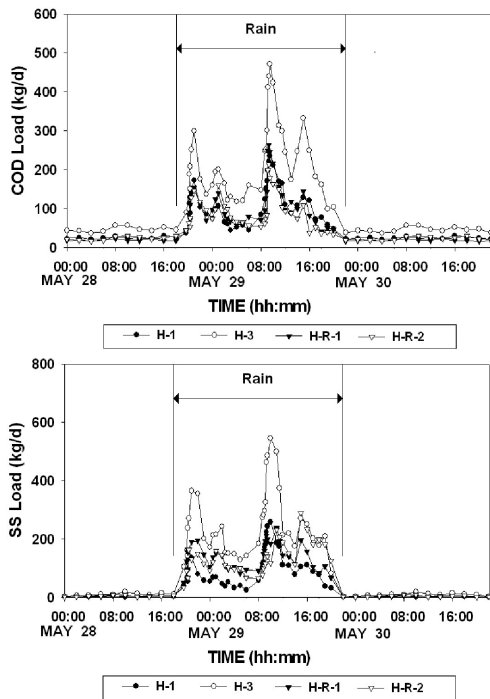 600
500
400
300
200
100
0
COD Load (kg/d)
Rain
00:00 08:00 16:00 00:00 08:00 16:00 00:00 08:00 16:00
MAY 28 MAY 29 MAY 30
TIME (hh:mm)
H-1 H-3 H-R-1 H-R-2
800
600
400
200
0
SS Load (kg/d)
Rain
00:00 08:00 16:00 00:00 08:00 16:00 00:00 08:00 16:00
MAY 28 MAY 29 MAY 30
TIME (hh:mm)
H-1 H-3 H-R-1 H-R-2